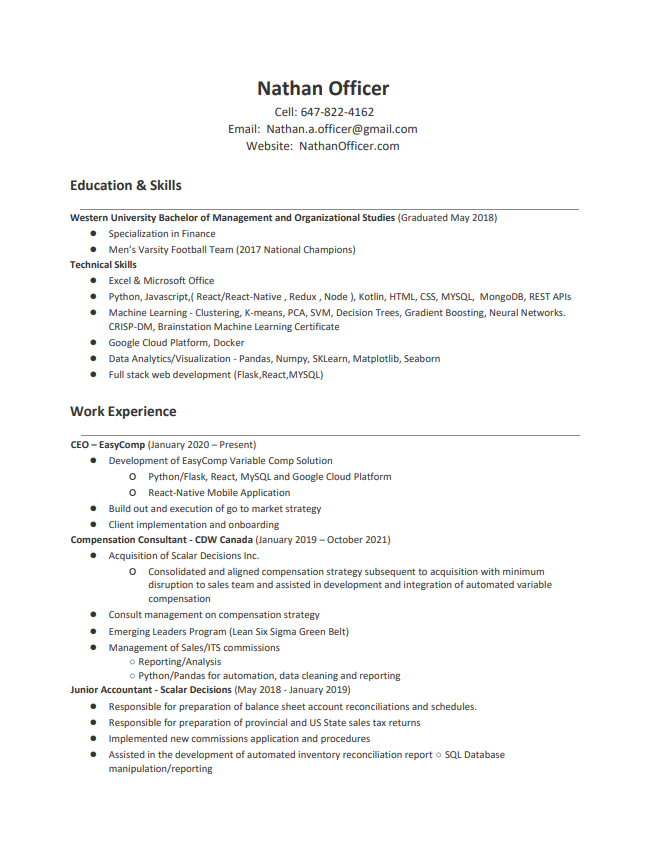 Nathan Officer
Cell: 647-822-4162
Email: Nathan.a.officer@gmail.com
Website: NathanOfficer.com
Education & Skills
Western University Bachelor of Management and Organizational Studies (Graduated May 2018)
● Specialization in Finance
● Men's Varsity Football Team (2017 National Champions)
Technical Skills
● Excel & Microsoft Office
● Python, Javascript,( React/React-Native , Redux , Node ), Kotlin, HTML, CSS, MYSQL, MongoDB, REST APIs
● Machine Learning - Clustering, K-means, PCA, SVM, Decision Trees, Gradient Boosting, Neural Networks.
CRISP-DM, Brainstation Machine Learning Certificate
● Google Cloud Platform, Docker
● Data Analytics/Visualization - Pandas, Numpy, SKLearn, Matplotlib, Seaborn
● Full stack web development (Flask,React,MYSQL)
Work Experience
CEO – EasyComp (January 2020 – Present)
● Development of EasyComp Variable Comp Solution
O Python/Flask, React, MySQL and Google Cloud Platform
O React-Native Mobile Application
● Build out and execution of go to market strategy
● Client implementation and onboarding
Compensation Consultant - CDW Canada (January 2019 – October 2021)
● Acquisition of Scalar Decisions Inc.
O Consolidated and aligned compensation strategy subsequent to acquisition with minimum
disruption to sales team and assisted in development and integration of automated variable
compensation
● Consult management on compensation strategy
● Emerging Leaders Program (Lean Six Sigma Green Belt)
● Management of Sales/ITS commissions
○ Reporting/Analysis
○ Python/Pandas for automation, data cleaning and reporting
Junior Accountant - Scalar Decisions (May 2018 - January 2019)
● Responsible for preparation of balance sheet account reconciliations and schedules.
● Responsible for preparation of provincial and US State sales tax returns
● Implemented new commissions application and procedures
● Assisted in the development of automated inventory reconciliation report ○ SQL Database
manipulation/reporting